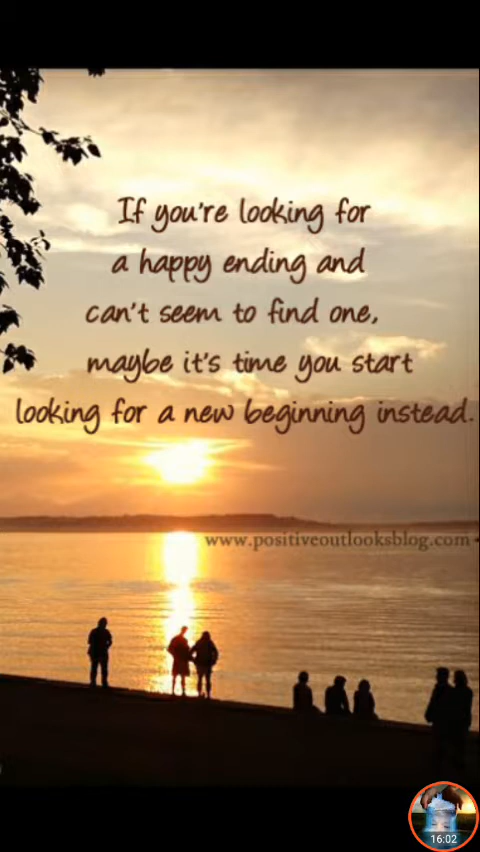 If you're looking for
a happy ending and
can't seem to find one,
maybe it's time you start
looking for a new beginning instead.
www.positiveoutlooksblog.com
16:02